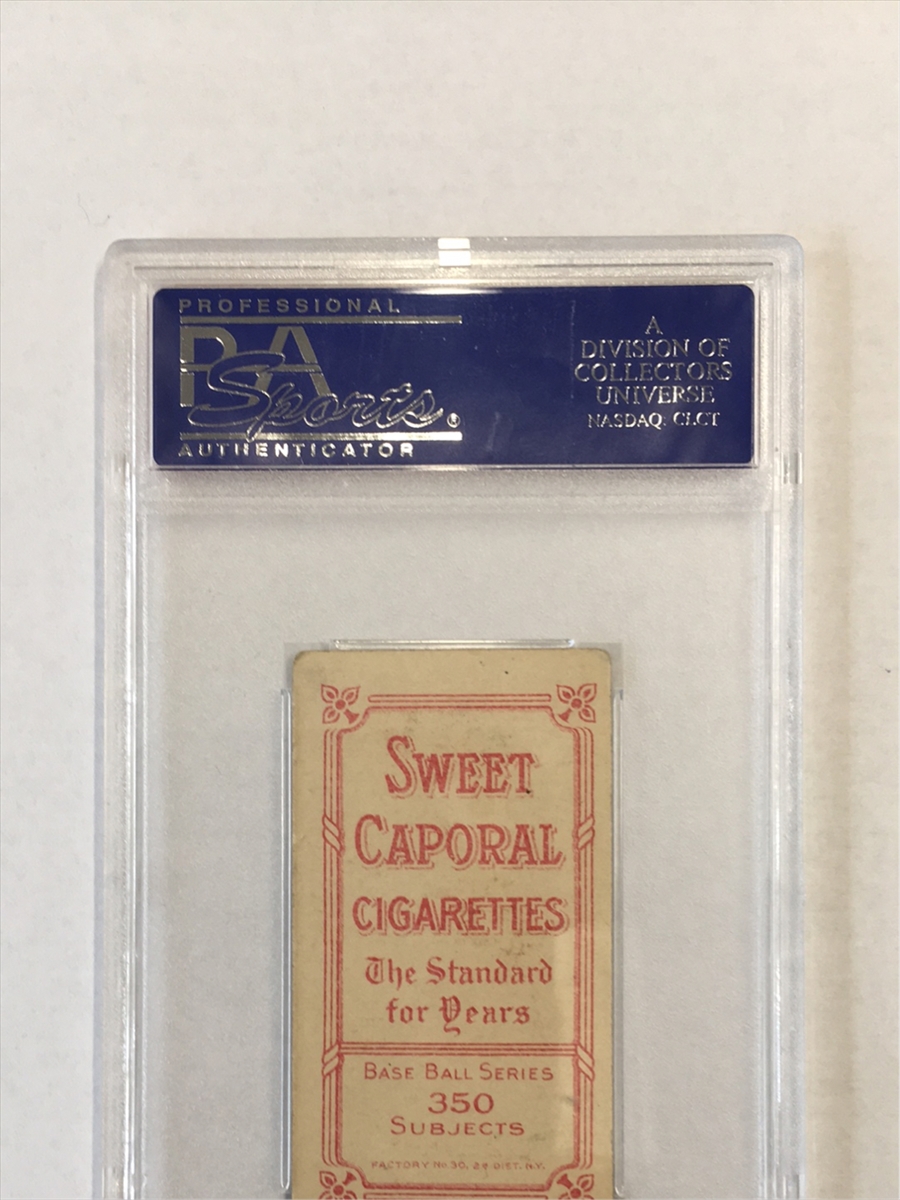 PROFESSIONAL
PSA
Sports®
AUTHENTICATOR
A
DIVISION OF
COLLECTORS
UNIVERSE
NASDAQ: CLCT
SWEET
CAPORAL
CIGARETTES
The Standard
for Years
BASE BALL SERIES
350
SUBJECTS
FACTORY No. 30, 2d DIST. N.Y.